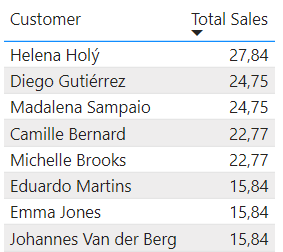 Customer Total Sales
Helena Holý 27,84
Diego Gutiérrez 24,75
Madalena Sampaio 24,75
Camille Bernard 22,77
Michelle Brooks 22,77
Eduardo Martins 15,84
Emma Jones 15,84
Johannes Van der Berg 15,84